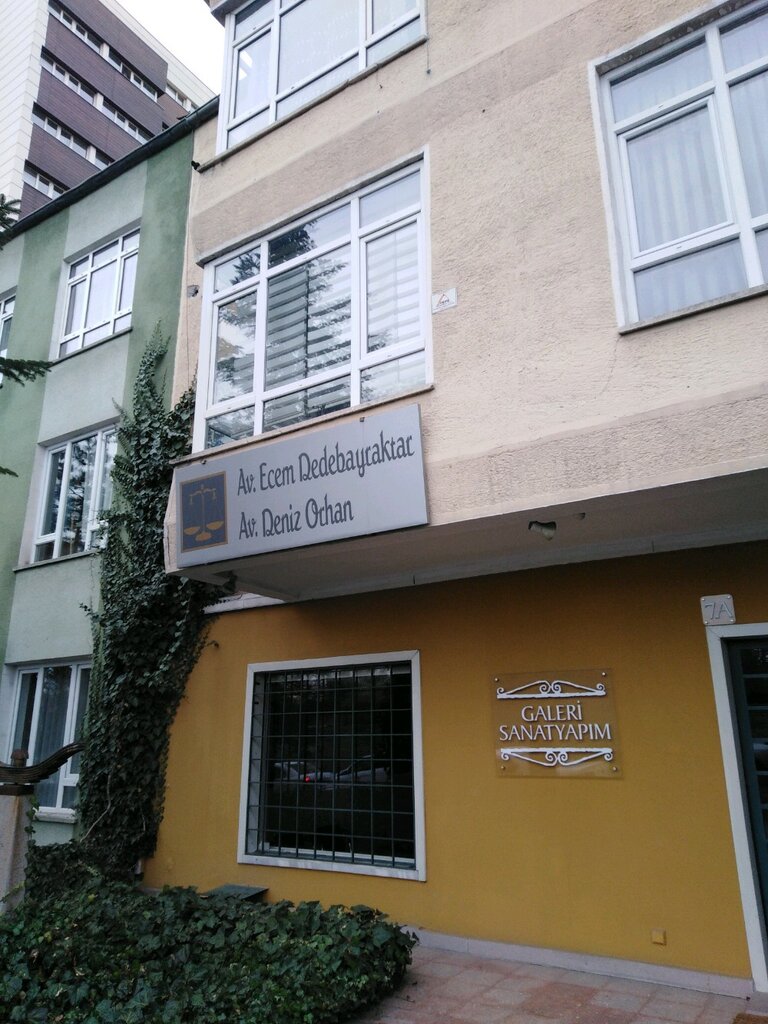 Av. Ecem Dedebayraktar
Av. Deniz Orhan
7A
GALERİ
SANATYAPIM